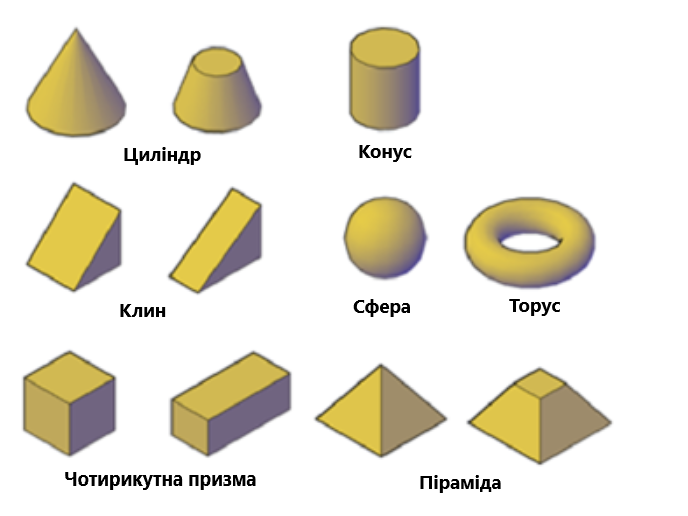 Циліндр
Конус
Клин
Сфера
Торус
Чотирикутна призма
Піраміда